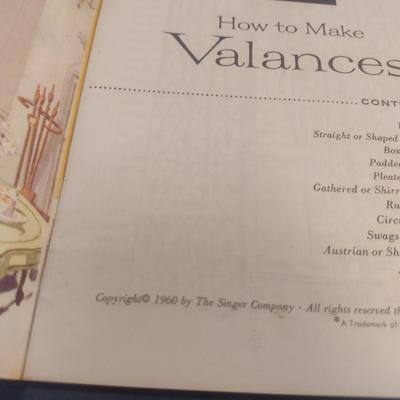 How to Make
Valances
CONT
Straight or Shaped
Box
Padded
Pleate
Gathered or Shirr
Ru
Circ
Swags
Austrian or Sh
Copyright© 1960 by The Singer Company · All rights reserved th
*A Trademark of